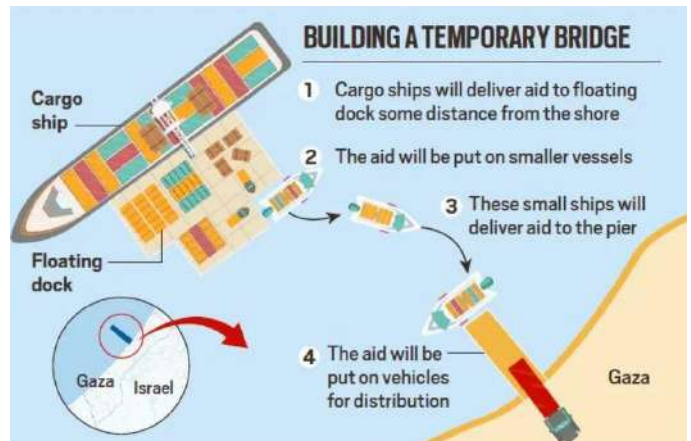 BUILDING A TEMPORARY BRIDGE
1 Cargo ships will deliver aid to floating
dock some distance from the shore
Cargo
ship
2 The aid will be put on smaller vessels
3 These small ships will
deliver aid to the pier
Floating
dock
4 The aid will be
put on vehicles
for distribution
Gaza
Gaza
Israel